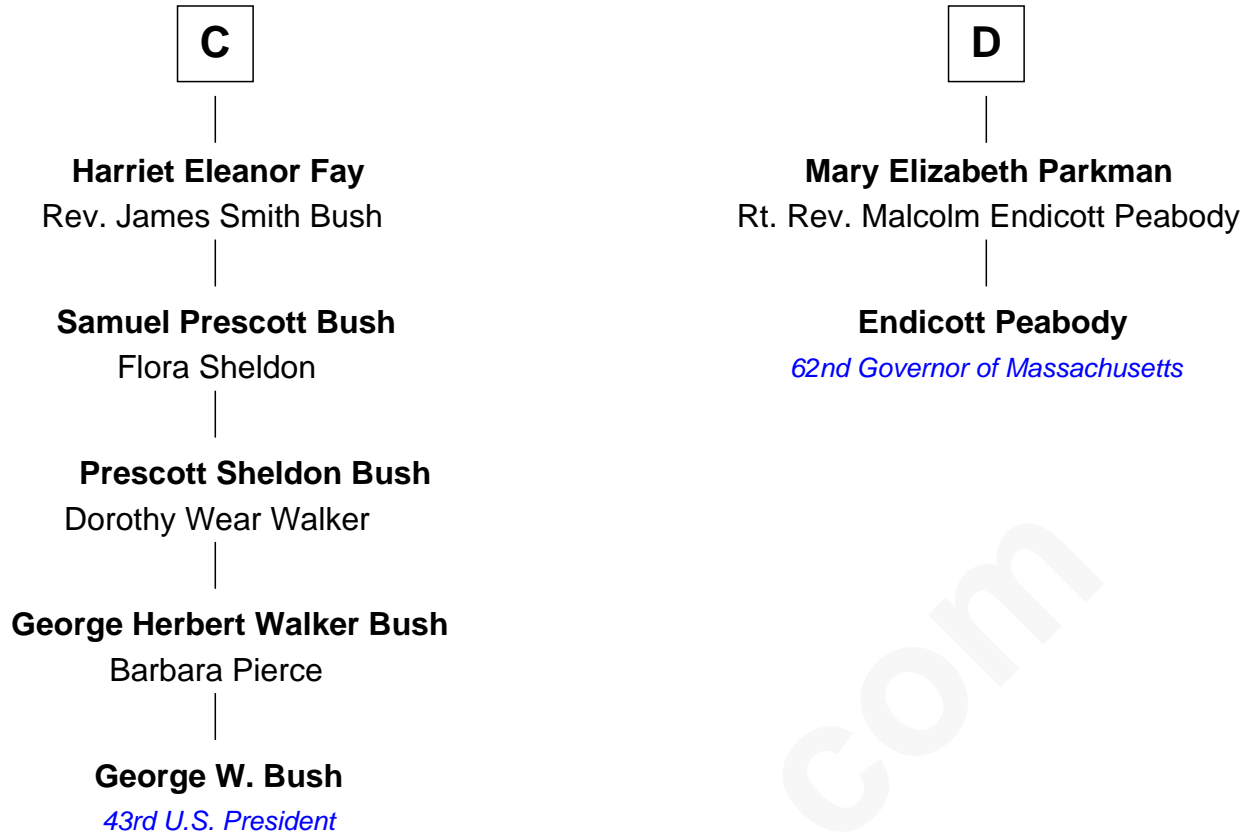 C
Harriet Eleanor Fay
Rev. James Smith Bush
Samuel Prescott Bush
Flora Sheldon
Prescott Sheldon Bush
Dorothy Wear Walker
George Herbert Walker Bush
Barbara Pierce
George W. Bush
43rd U.S. President
D
Mary Elizabeth Parkman
Rt. Rev. Malcolm Endicott Peabody
Endicott Peabody
62nd Governor of Massachusetts
com